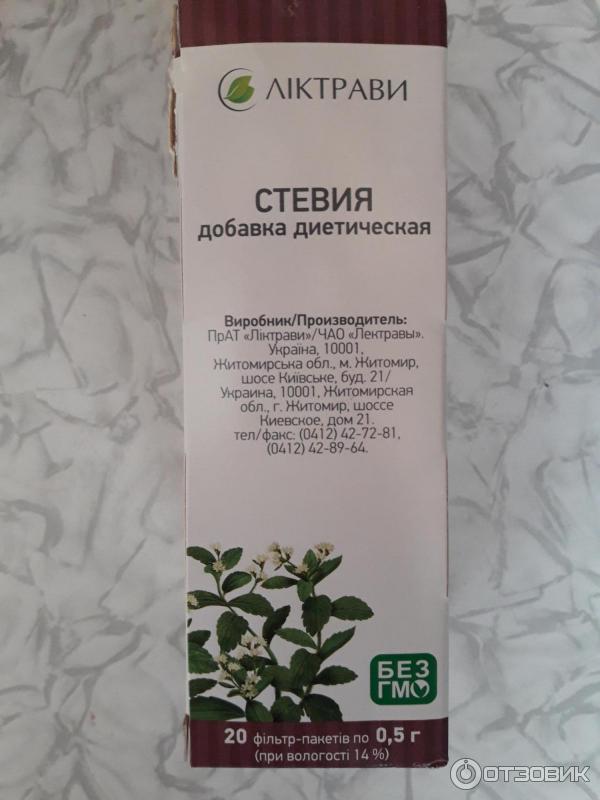 ЛІКТРАВИ
СТЕВИЯ
добавка диетическая
Виробник/Производитель:
ПрАТ «Ліктрави»/ЧАО «Лектравы».
Україна, 10001,
Житомирська обл., м. Житомир,
шосе Київське, буд. 21/
Украина, 10001, Житомирская
обл., г. Житомир, шоссе
Киевское, дом 21.
тел/факс: (0412) 42-72-81,
(0412) 42-89-64.
БЕЗ
ГМО
20 фільтр-пакетів по 0,5 г
(при вологості 14 %)
ОТЗОВИК